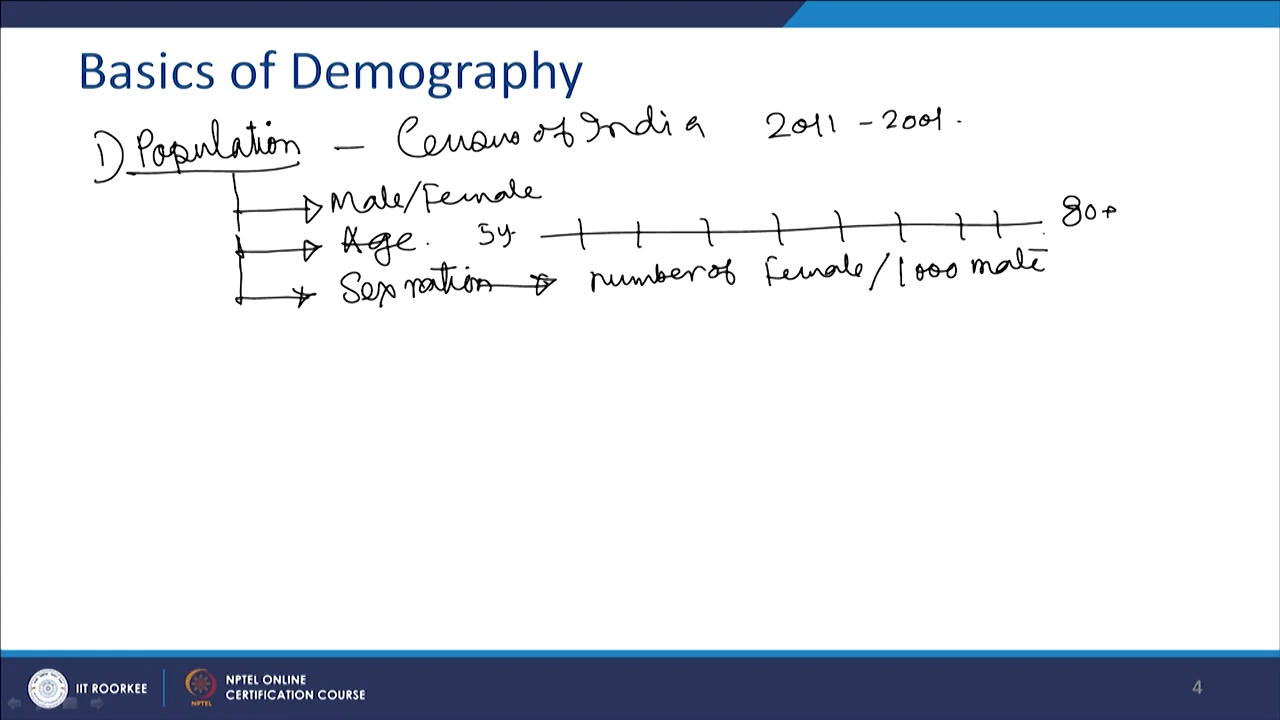 Basics of Demography
1) Population – Census of India 2011 - 2001.
Male/Female
Age. 5y. 80+
Sex ration number of Female/1000 male
IIT ROORKEE
NPTEL ONLINE
CERTIFICATION COURSE
NPTEL
4